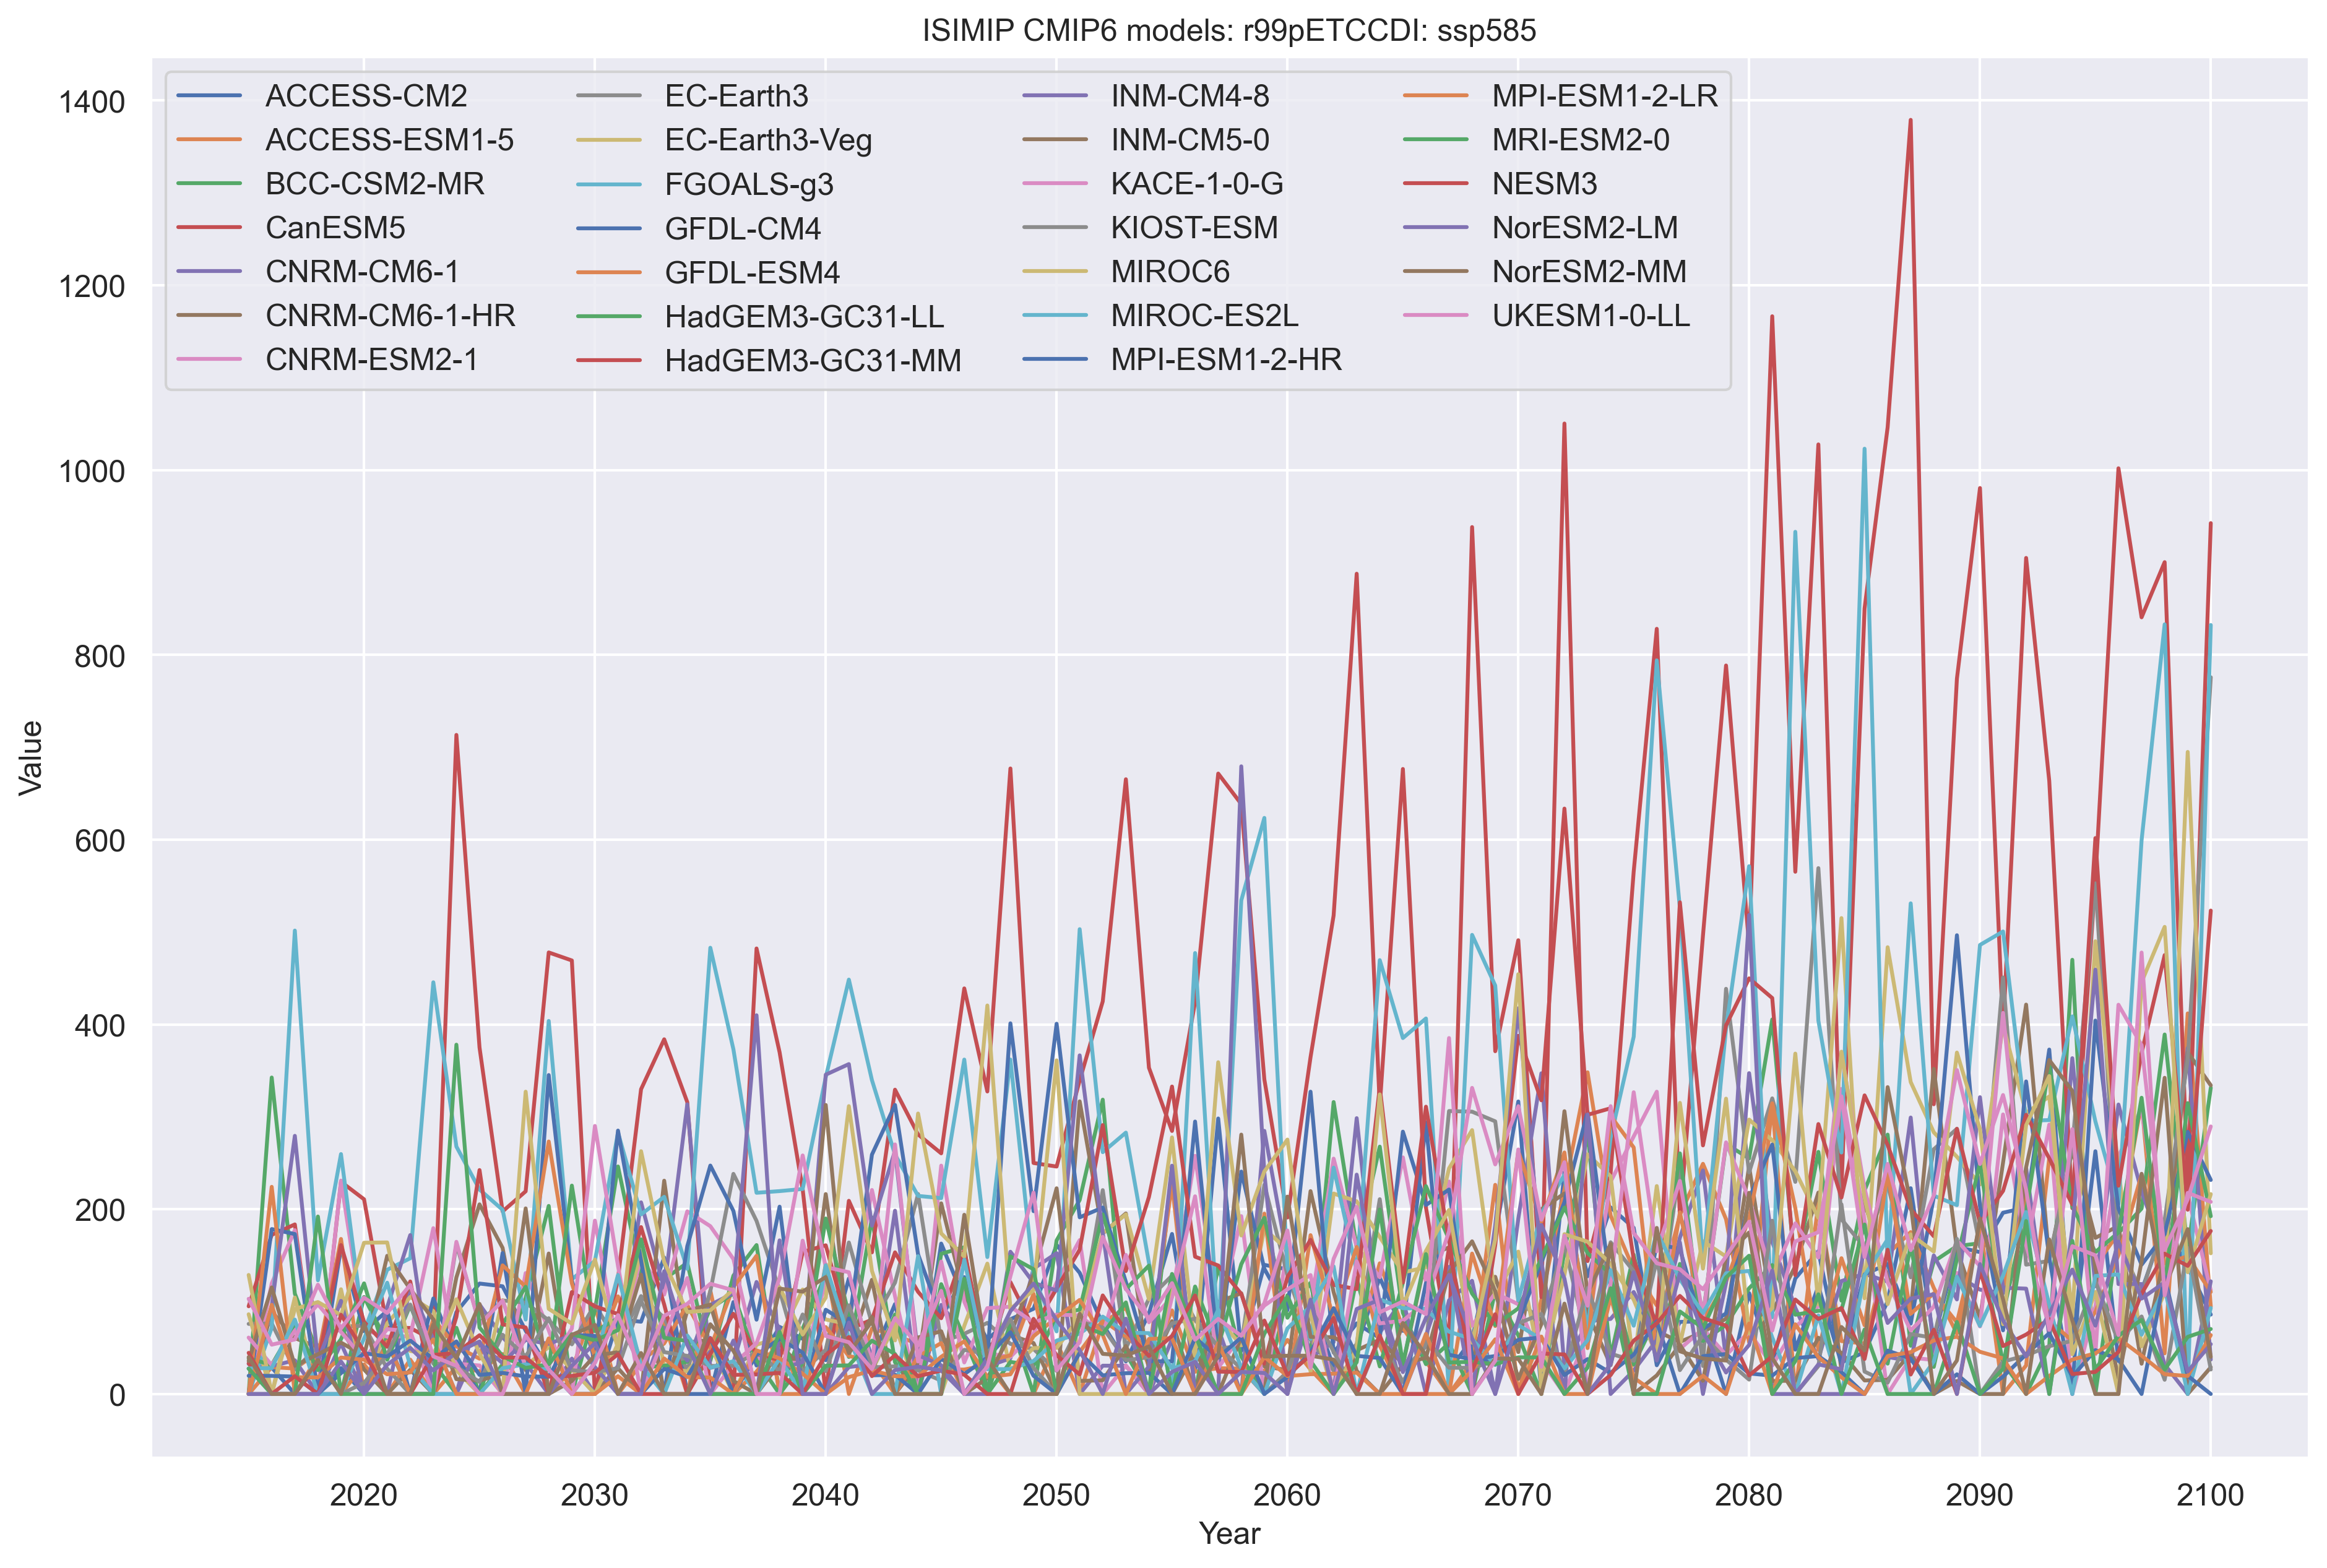 ISIMIP CMIP6 models: r99pETCCDI: ssp585
ACCESS-CM2
ACCESS-ESM1-5
BCC-CSM2-MR
CanESM5
CNRM-CM6-1
CNRM-CM6-1-HR
CNRM-ESM2-1
EC-Earth3
EC-Earth3-Veg
FGOALS-g3
GFDL-CM4
GFDL-ESM4
HadGEM3-GC31-LL
HadGEM3-GC31-MM
INM-CM4-8
INM-CM5-0
KACE-1-0-G
KIOST-ESM
MIROC6
MIROC-ES2L
MPI-ESM1-2-HR
MPI-ESM1-2-LR
MRI-ESM2-0
NESM3
NorESM2-LM
NorESM2-MM
UKESM1-0-LL
1400
1200
1000
800
600
400
200
0
Value
2020 2030 2040 2050 2060 2070 2080 2090 2100
Year